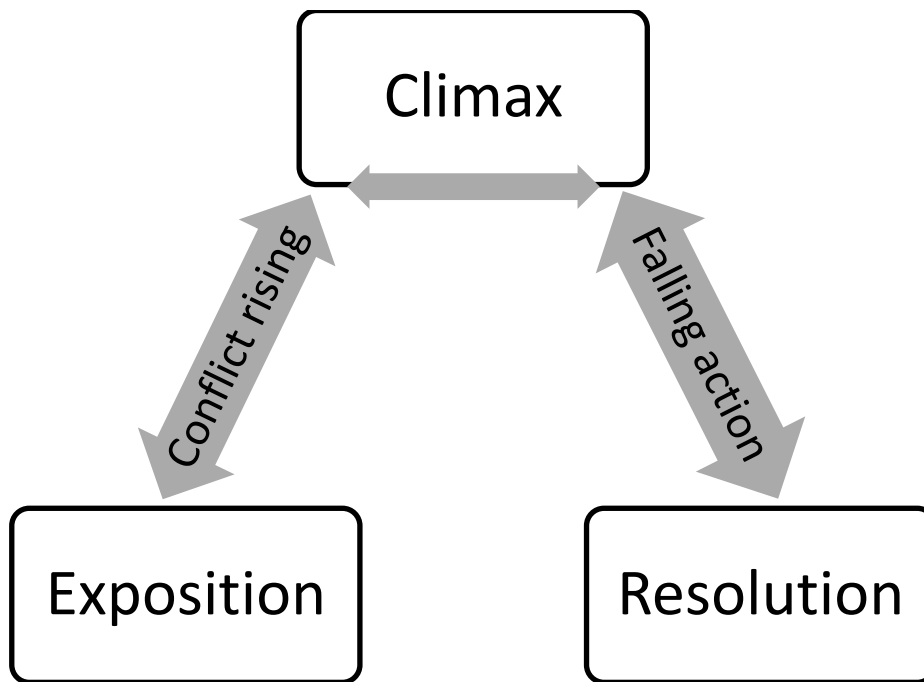 Climax
Conflict rising
Falling action
Exposition
Resolution